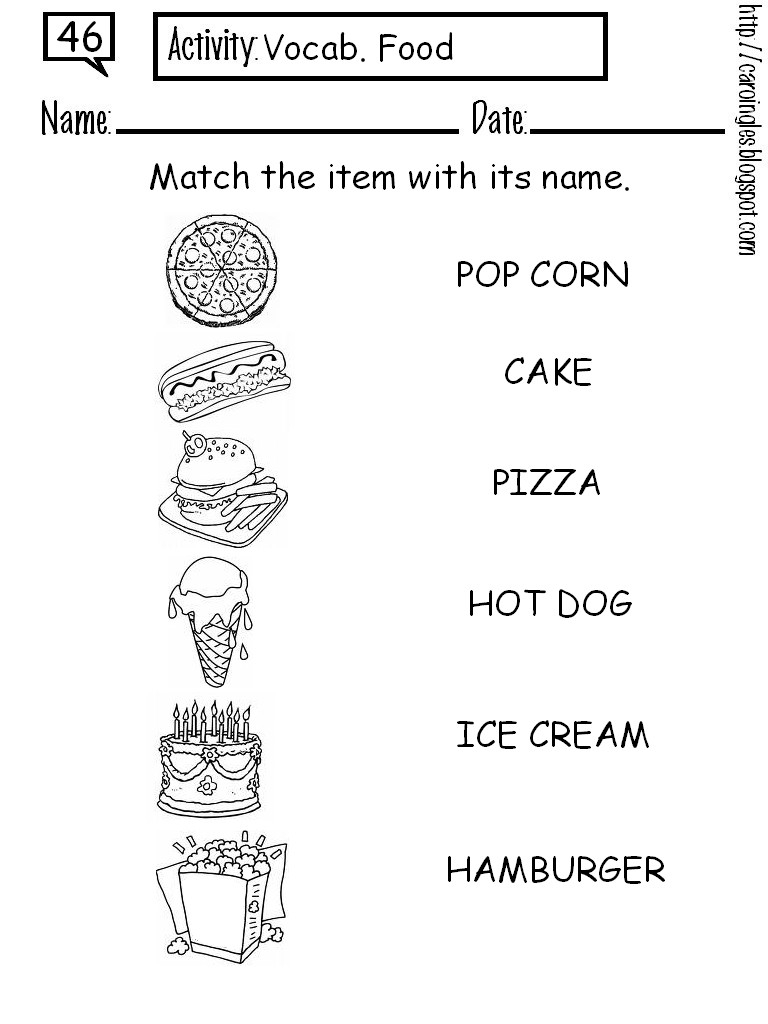 46
Activity: Vocab. Food
Name:
Date:
Match the item with its name.
POP CORN
CAKE
PIZZA
HOT DOG
ICE CREAM
HAMBURGER
http://caroingles.blogspot.com